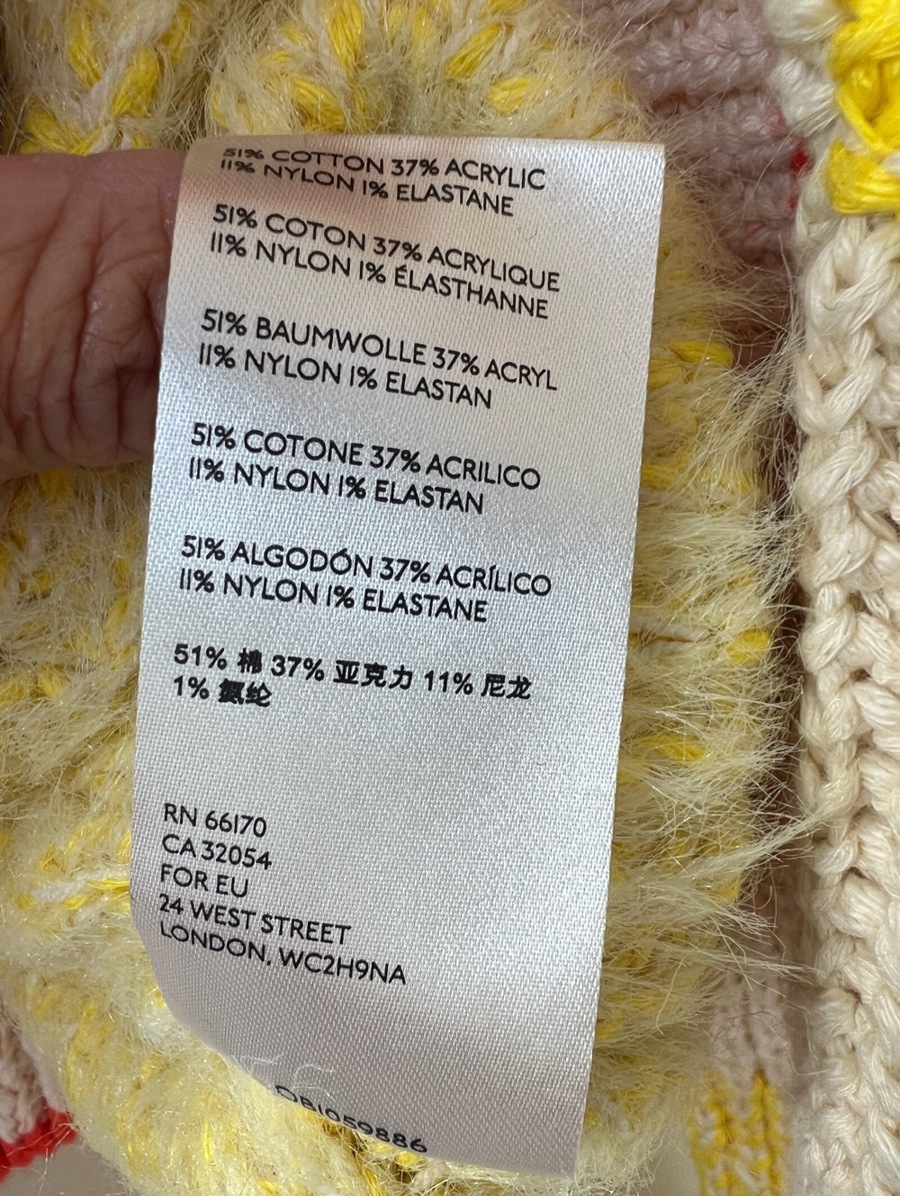 51% COTTON 37% ACRYLIC
11% NYLON 1% ELASTANE
51% COTON 37% ACRYLIQUE
11% NYLON 1% ÉLASTHANNE
51% BAUMWOLLE 37% ACRYL
11% NYLON 1% ELASTAN
51% COTONE 37% ACRILICO
11% NYLON 1% ELASTAN
51% ALGODÓN 37% ACRÍLICO
11% NYLON 1% ELASTANE
51% 棉 37% 亚克力 11% 尼龙
1% 氨纶
RN 66170
CA 32054
FOR EU
24 WEST STREET
LONDON, WC2H9NA
OB1059886